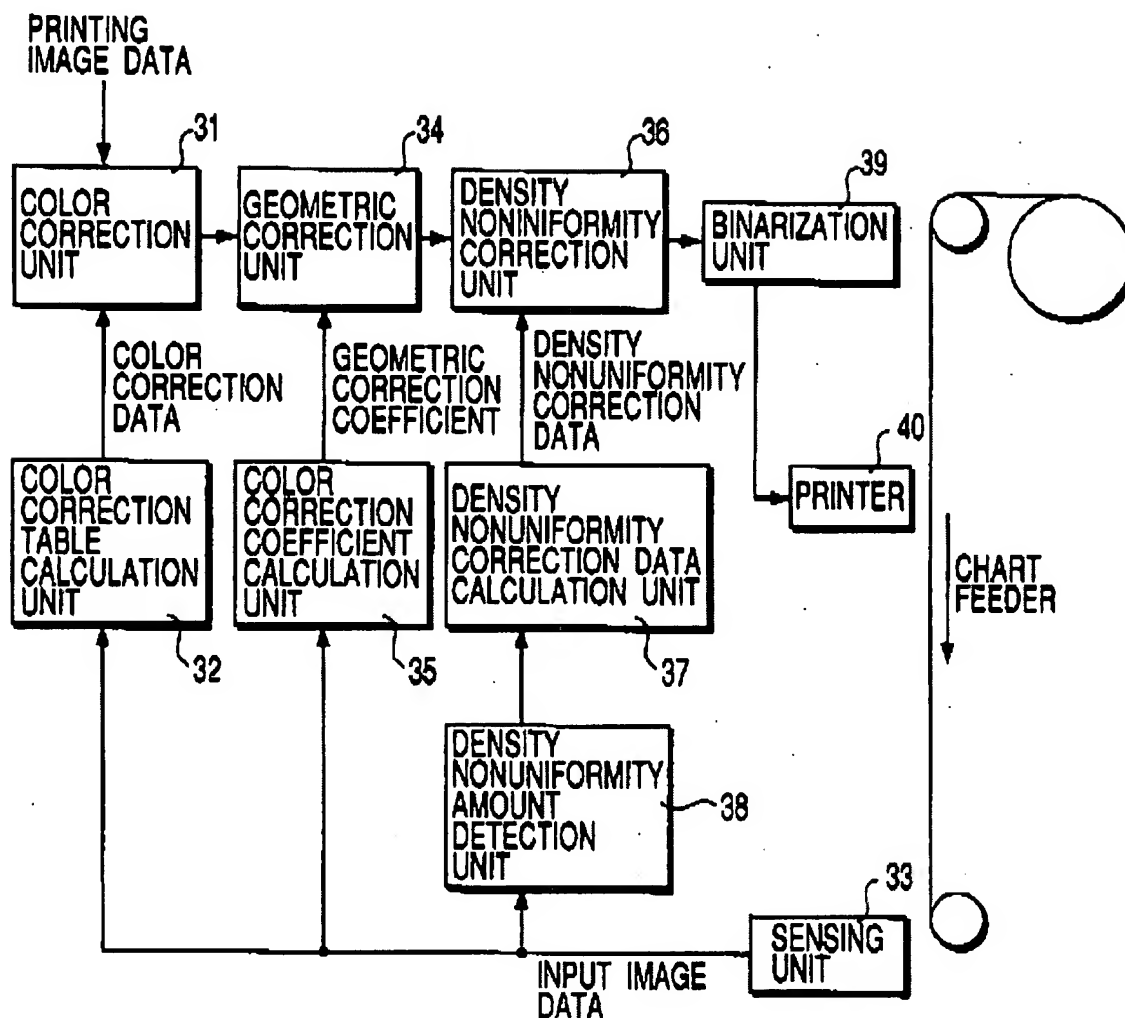 PRINTING
IMAGE DATA
31
COLOR
CORRECTION
UNIT
34
GEOMETRIC
CORRECTION
UNIT
36
DENSITY
NONINIFORMITY
CORRECTION
UNIT
39
BINARIZATION
UNIT
COLOR
CORRECTION
DATA
GEOMETRIC
CORRECTION
COEFFICIENT
DENSITY
NONUNIFORMITY
CORRECTION
DATA
40
PRINTER
COLOR
CORRECTION
TABLE
CALCULATION
UNIT
32
COLOR
CORRECTION
COEFFICIENT
CALCULATION
UNIT
35
DENSITY
NONUNIFORMITY
CORRECTION DATA
CALCULATION UNIT
37
CHART
FEEDER
DENSITY
NONUNIFORMITY
AMOUNT
DETECTION
UNIT
38
33
SENSING
UNIT
INPUT IMAGE
DATA